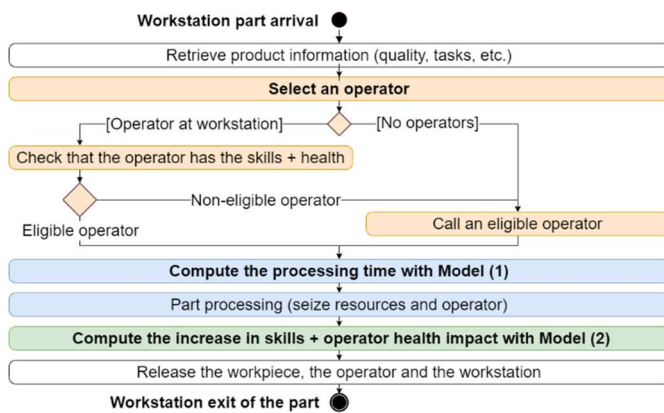 Workstation part arrival
Retrieve product information (quality, tasks, etc.)
Select an operator
[Operator at workstation]
[No operators]
Check that the operator has the skills + health
Non-eligible operator
Eligible operator
Call an eligible operator
Compute the processing time with Model (1)
Part processing (seize resources and operator)
Compute the increase in skills + operator health impact with Model (2)
Release the workpiece, the operator and the workstation
Workstation exit of the part